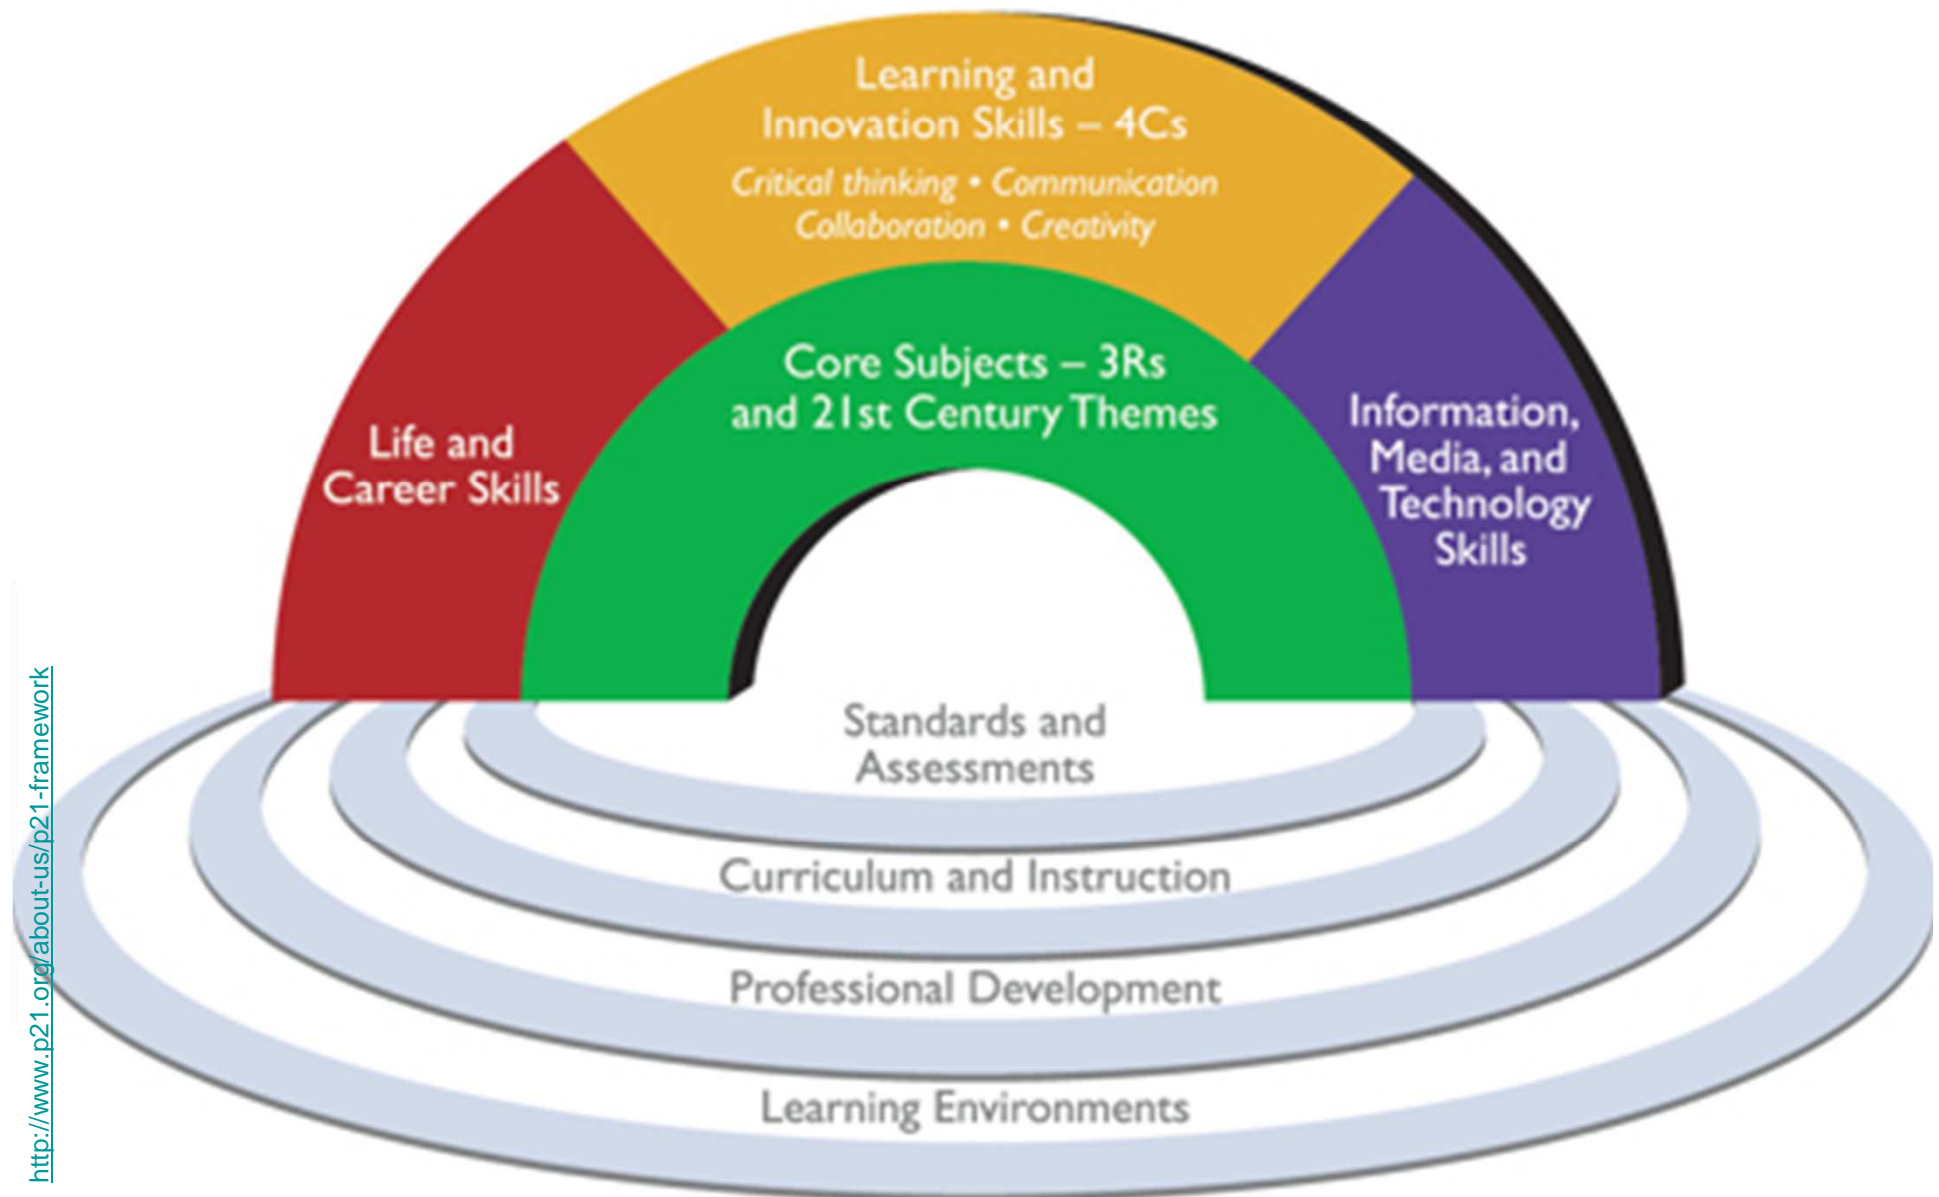 Learning and
Innovation Skills – 4Cs
Critical thinking • Communication
Collaboration • Creativity
Core Subjects – 3Rs
and 21st Century Themes
Life and
Career Skills
Information,
Media, and
Technology
Skills
Standards and
Assessments
Curriculum and Instruction
Professional Development
Learning Environments
http://www.p21.org/about-us/p21-framework